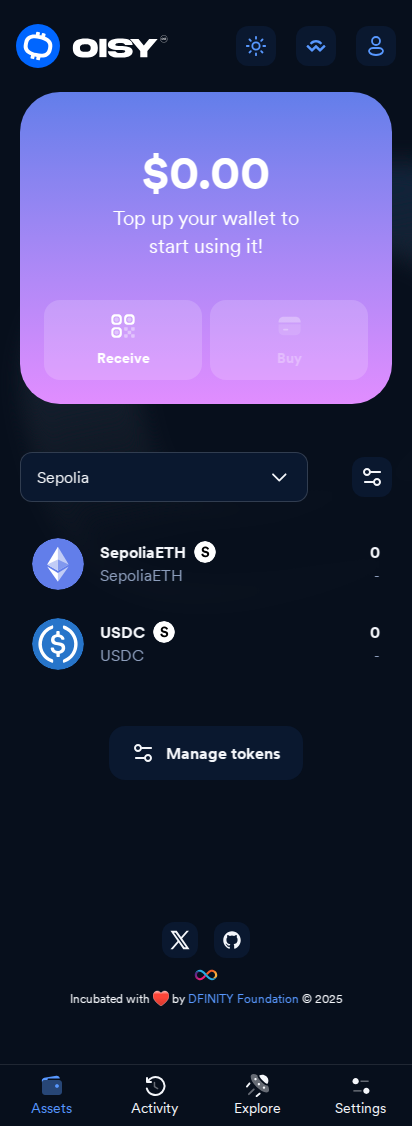 OISY
$0.00
Top up your wallet to
start using it!
Receive
Buy
Sepolia
SepoliaETH S
0
SepoliaETH
-
USDC S
0
USDC
-
Manage tokens
Incubated with ❤️ by DFINITY Foundation © 2025
Assets
Activity
Explore
Settings